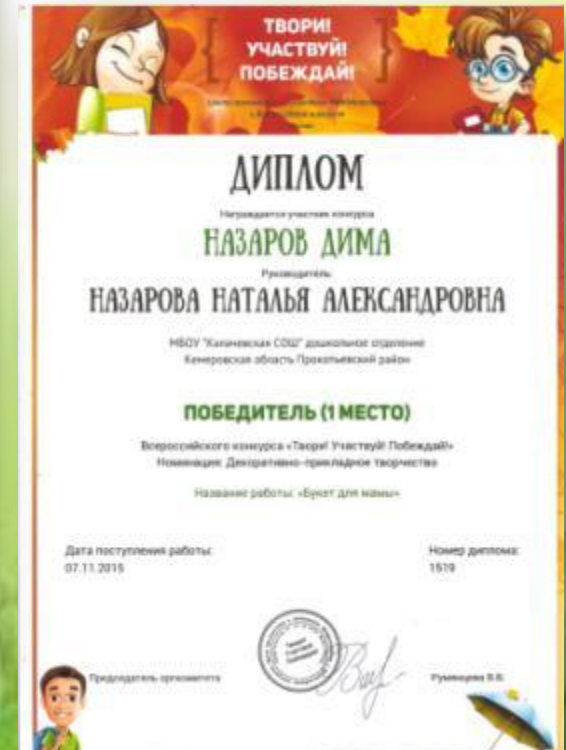 ТВОРИ!
УЧАСТВУЙ!
ПОБЕЖДАЙ!
ДИПЛОМ
Награждается участник конкурса
НАЗАРОВ ДИМА
Руководитель:
НАЗАРОВА НАТАЛЬЯ АЛЕКСАНДРОВНА
МБОУ "Калачевская СОШ" дошкольное отделение
Кемеровская область Прокопьевский район
ПОБЕДИТЕЛЬ (1 МЕСТО)
Всероссийского конкурса «Твори! Участвуй! Побеждай!»
Номинация: Декоративно-прикладное творчество
Название работы: «Букет для мамы»
Дата поступления работы:
07.11.2015
Номер диплома:
1519
Председатель оргкомитета
Румянцева В.В.